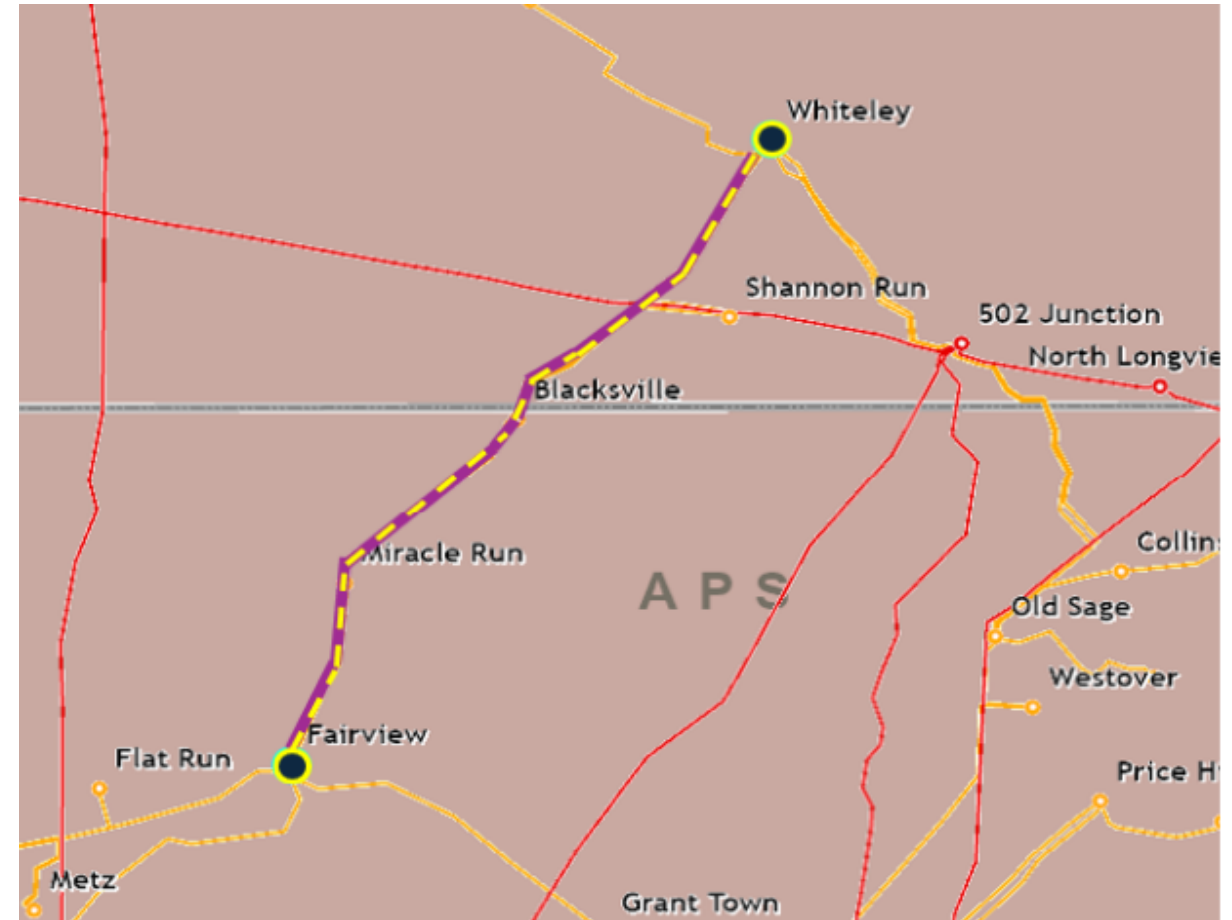 Whiteley
Shannon Run
502 Junction
North Longvie
Blacksville
Miracle Run
Collin
APS
Old Sage
Westover
Fairview
Flat Run
Price H
Metz
Grant Town